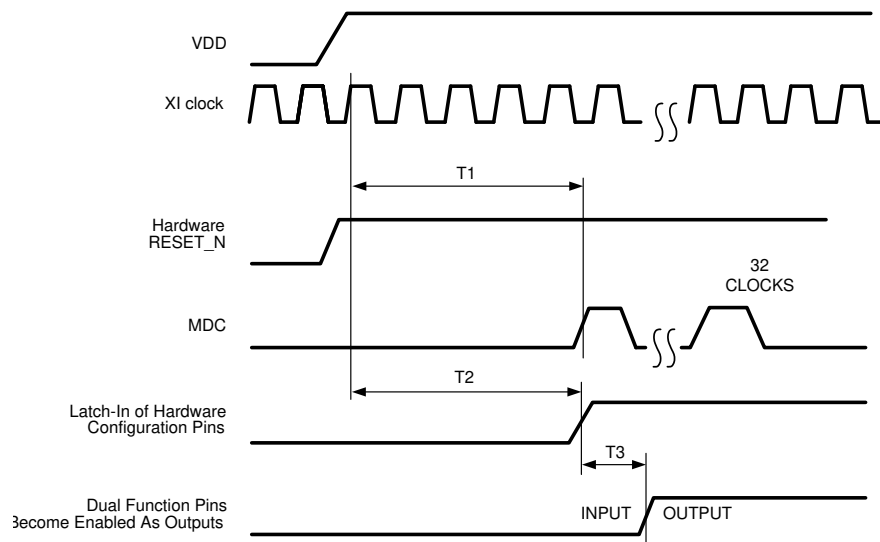 VDD
XI clock
T1
Hardware
RESET_N
32
CLOCKS
MDC
T2
Latch-In of Hardware
Configuration Pins
T3
Dual Function Pins
Become Enabled As Outputs
INPUT
OUTPUT